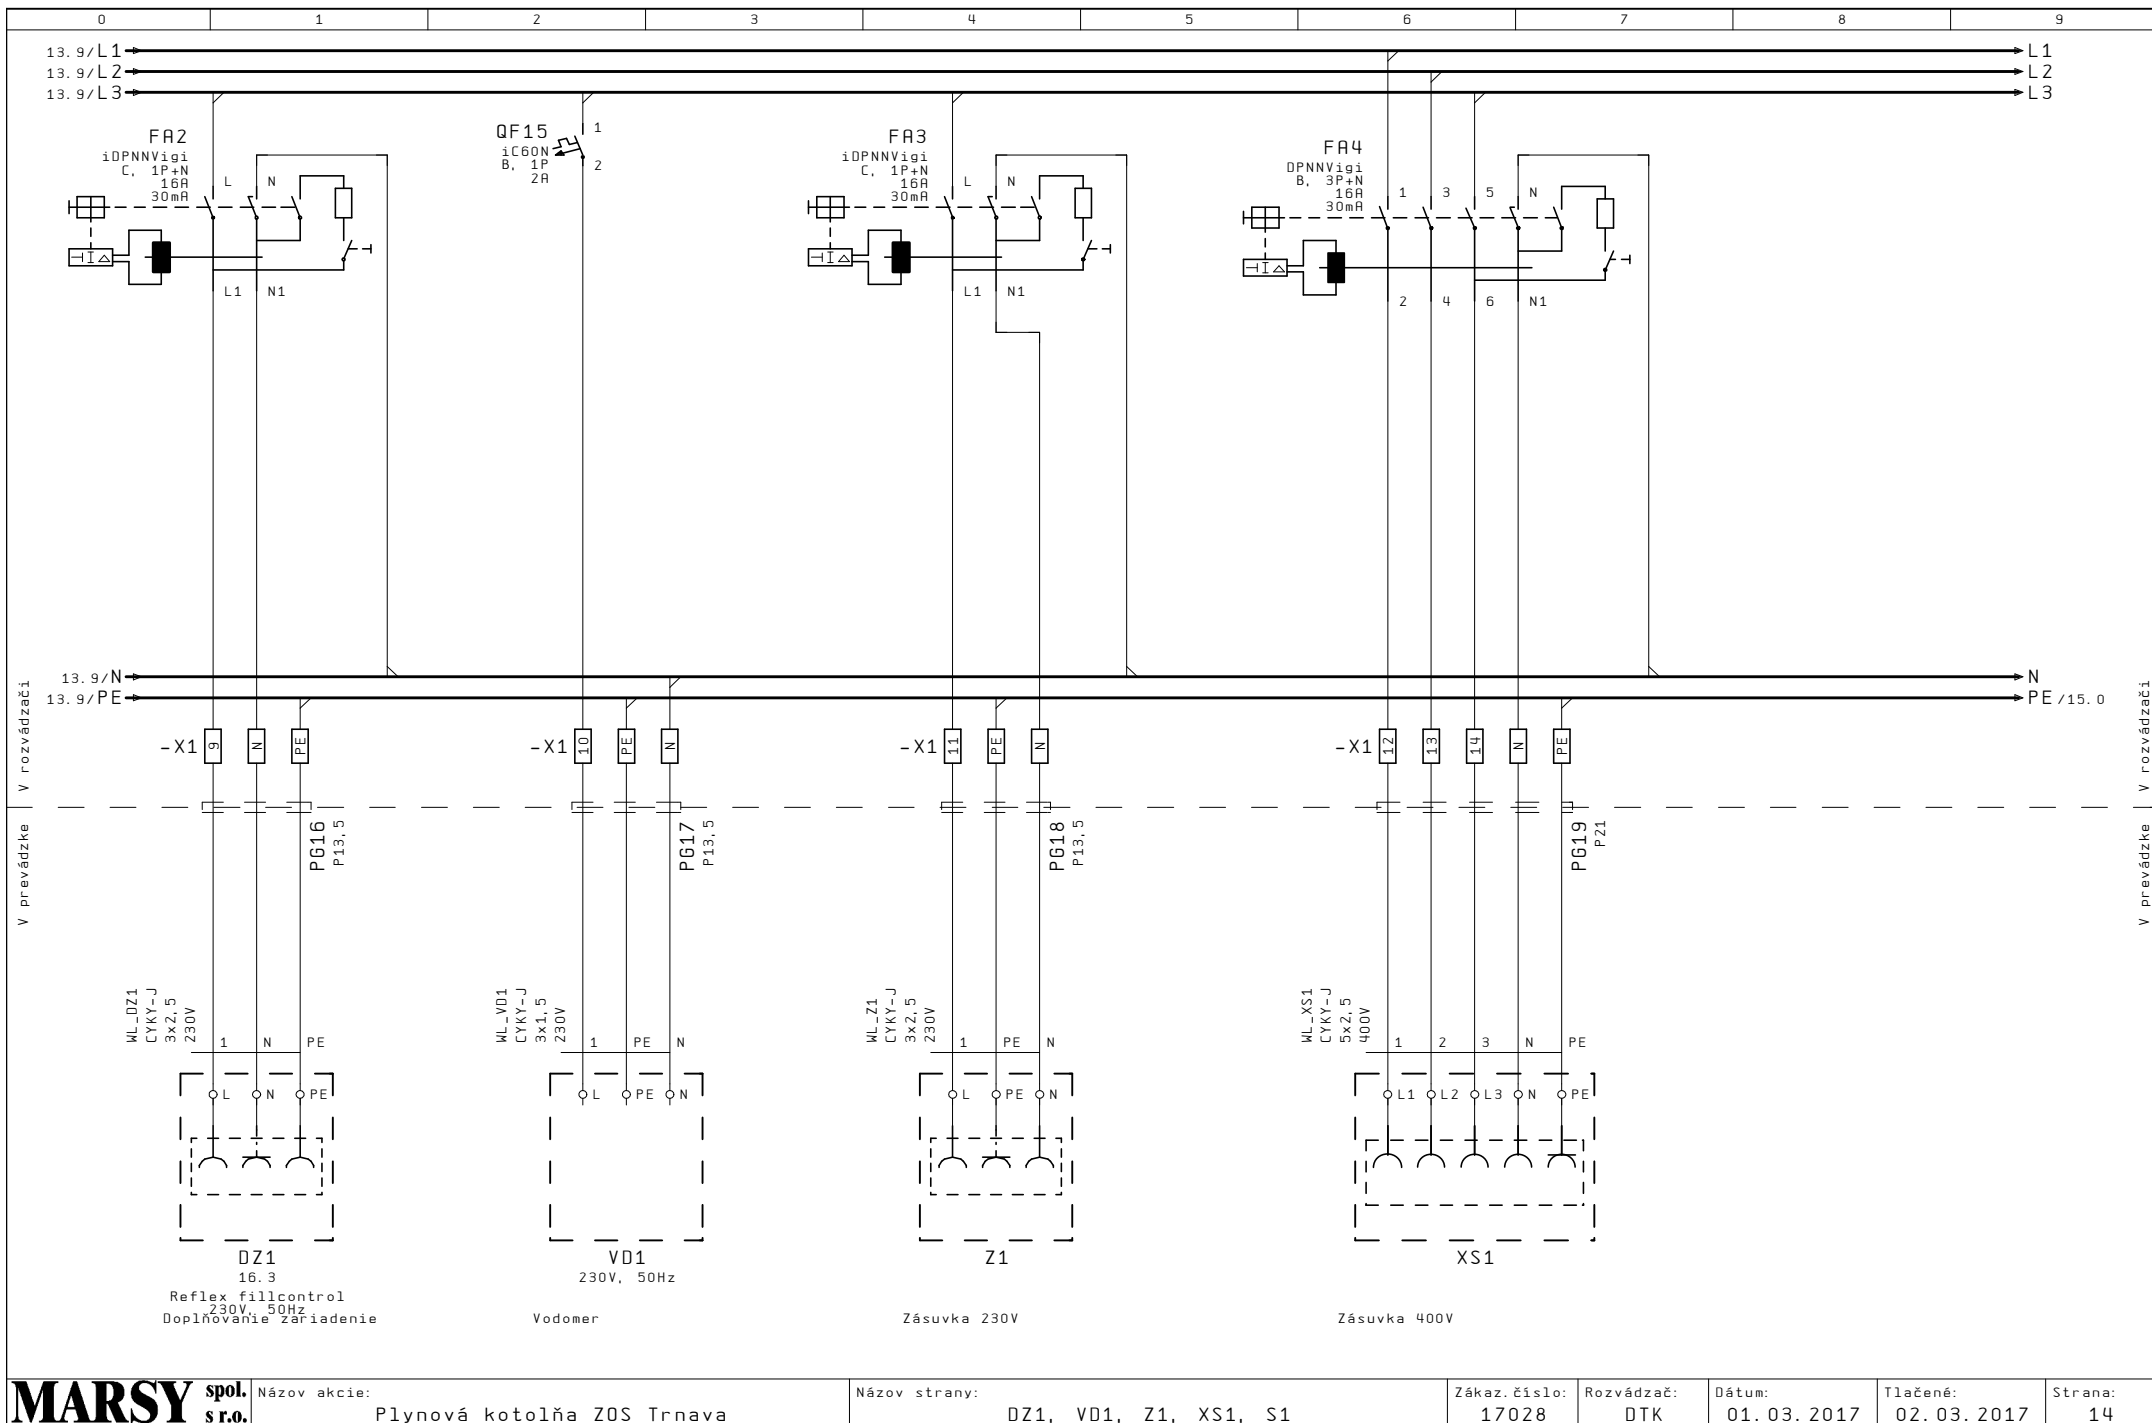 0 1 2 3 4 5 6 7 8 9
13.9/L1 L1
13.9/L2 L2
13.9/L3 L3
FA2
iDPNNVigi
C, 1P+N
16A
30mA
L N
L1 N1
QF15
iC60N
B, 1P
2A
1
2
FA3
iDPNNVigi
C, 1P+N
16A
30mA
L N
L1 N1
FA4
DPNNVigi
B, 3P+N
16A
30mA
1 3 5 N
2 4 6 N1
13.9/N N
13.9/PE PE/15.0
V rozvádzači
V rozvádzači
-X1 9 N PE
-X1 10 PE N
-X1 11 PE N
-X1 12 13 14 N PE
V prevádzke
V prevádzke
PG16
P13,5
PG17
P13,5
PG18
P13,5
PG19
P21
WL_DZ1
CYKY-J
3x2,5
230V
1 N PE
WL_VD1
CYKY-J
3x1,5
230V
1 PE N
WL_Z1
CYKY-J
3x2,5
230V
1 PE N
WL_XS1
CYKY-J
5x2,5
400V
1 2 3 N PE
L N PE
L PE N
L PE N
L1 L2 L3 N PE
DZ1
16.3
Reflex fillcontrol
230V, 50Hz
Doplňovanie zariadenie
VD1
230V, 50Hz
Vodomer
Z1
Zásuvka 230V
XS1
Zásuvka 400V
MARSY spol. s r.o.
Názov akcie:
Plynová kotolňa ZOS Trnava
Názov strany:
DZ1, VD1, Z1, XS1, S1
Zákaz.číslo:
17028
Rozvádzač:
DTK
Dátum:
01.03.2017
Tlačené:
02.03.2017
Strana:
14